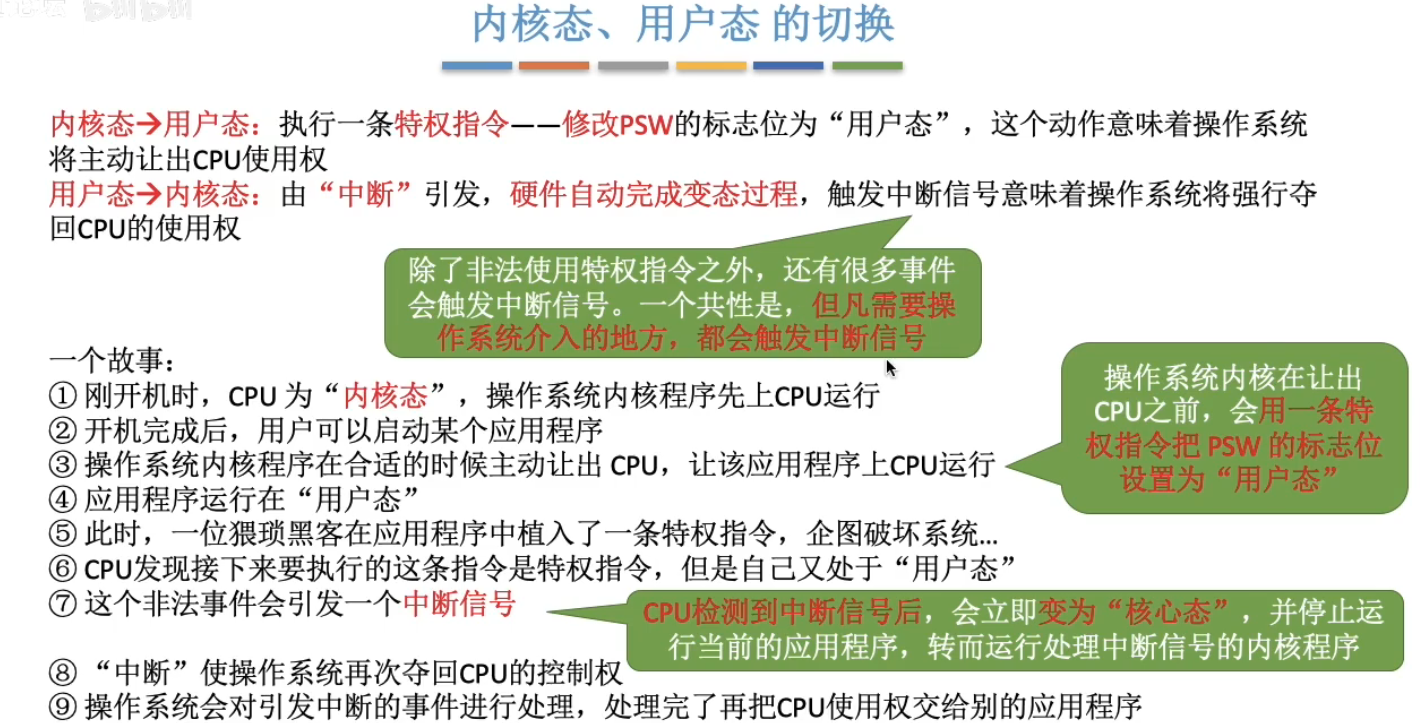 内核态、用户态 的切换
内核态→用户态：执行一条特权指令——修改PSW的标志位为“用户态”，这个动作意味着操作系统
将主动让出CPU使用权
用户态→内核态：由“中断”引发，硬件自动完成变态过程，触发中断信号意味着操作系统将强行夺
回CPU的使用权
除了非法使用特权指令之外，还有很多事件
会触发中断信号。一个共性是，但凡需要操
作系统介入的地方，都会触发中断信号
一个故事：
① 刚开机时，CPU 为“内核态”，操作系统内核程序先上CPU运行
② 开机完成后，用户可以启动某个应用程序
③ 操作系统内核程序在合适的时候主动让出 CPU，让该应用程序上CPU运行
操作系统内核在让出
CPU之前，会用一条特
权指令把 PSW 的标志位
设置为“用户态”
④ 应用程序运行在“用户态”
⑤ 此时，一位猥琐黑客在应用程序中植入了一条特权指令，企图破坏系统...
⑥ CPU发现接下来要执行的这条指令是特权指令，但是自己又处于“用户态”
⑦ 这个非法事件会引发一个中断信号
CPU检测到中断信号后，会立即变为“核心态”，并停止运
行当前的应用程序，转而运行处理中断信号的内核程序
⑧ “中断”使操作系统再次夺回CPU的控制权
⑨ 操作系统会对引发中断的事件进行处理，处理完了再把CPU使用权交给别的应用程序